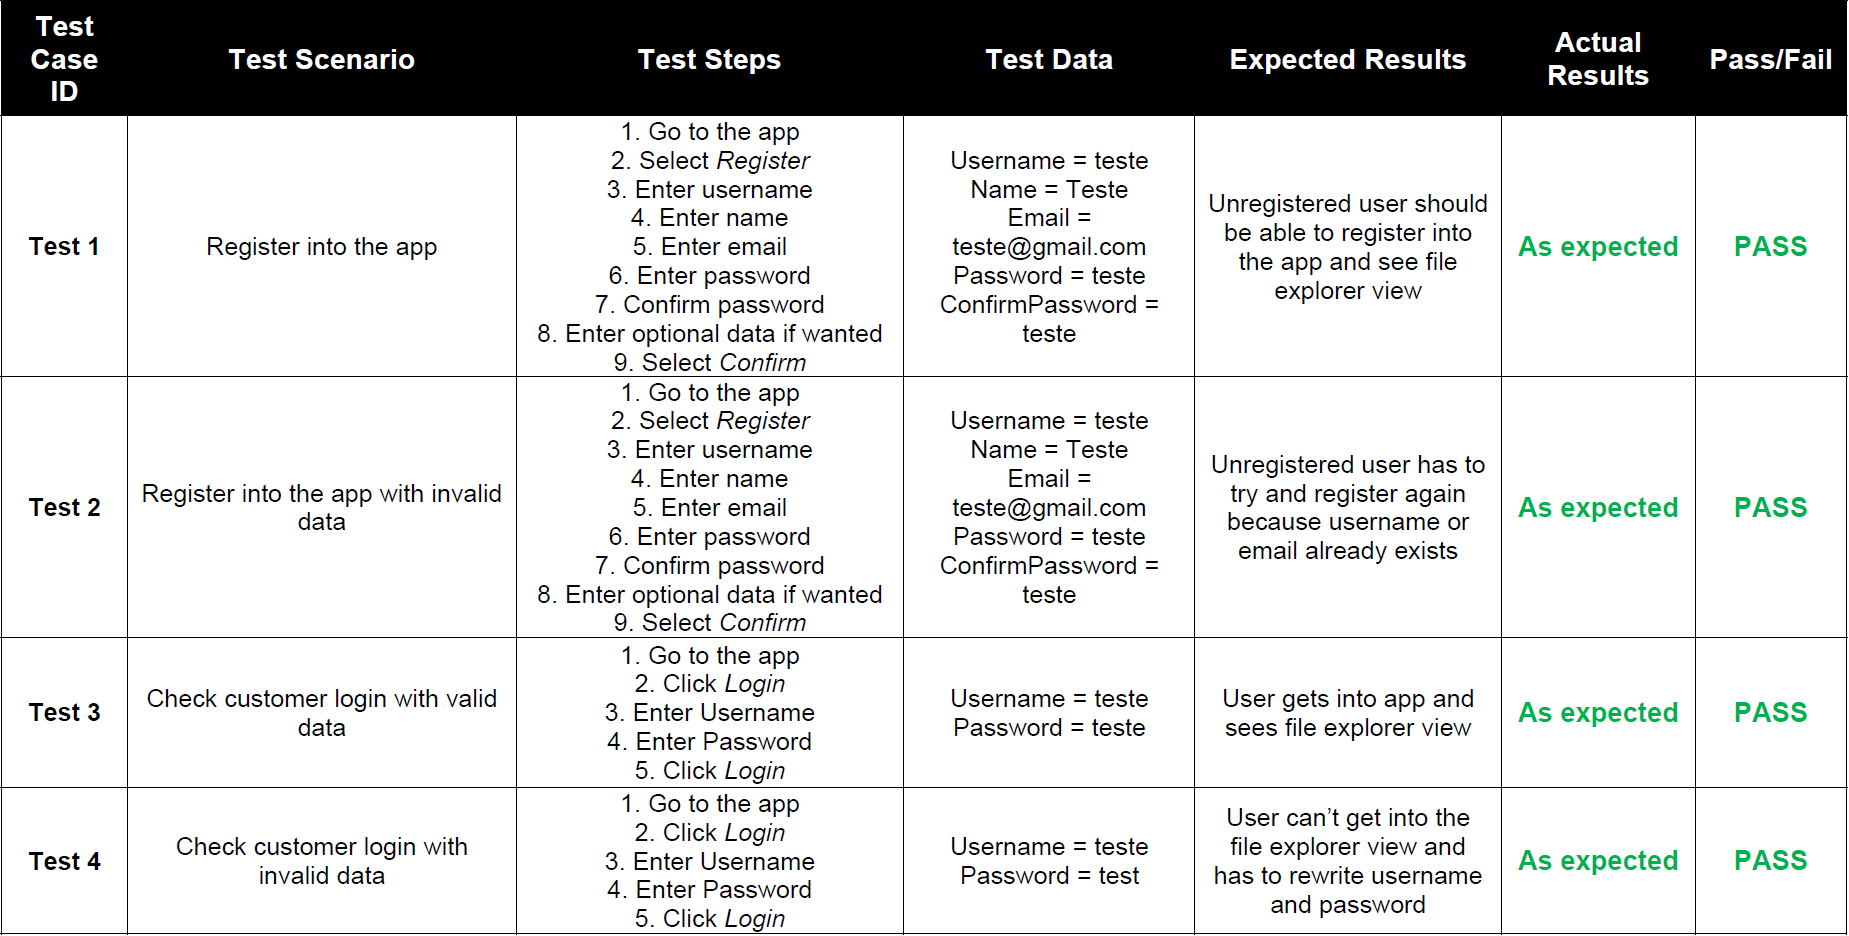 Test
Case
ID
Test Scenario
Test Steps
Test Data
Expected Results
Actual
Results
Pass/Fail
Test 1
Register into the app
1. Go to the app
2. Select Register
3. Enter username
4. Enter name
5. Enter email
6. Enter password
7. Confirm password
8. Enter optional data if wanted
9. Select Confirm
Username = teste
Name = Teste
Email =
teste@gmail.com
Password = teste
ConfirmPassword =
teste
Unregistered user should
be able to register into
the app and see file
explorer view
As expected
PASS
Test 2
Register into the app with invalid
data
1. Go to the app
2. Select Register
3. Enter username
4. Enter name
5. Enter email
6. Enter password
7. Confirm password
8. Enter optional data if wanted
9. Select Confirm
Username = teste
Name = Teste
Email =
teste@gmail.com
Password = teste
ConfirmPassword =
teste
Unregistered user has to
try and register again
because username or
email already exists
As expected
PASS
Test 3
Check customer login with valid
data
1. Go to the app
2. Click Login
3. Enter Username
4. Enter Password
5. Click Login
Username = teste
Password = teste
User gets into app and
sees file explorer view
As expected
PASS
Test 4
Check customer login with
invalid data
1. Go to the app
2. Click Login
3. Enter Username
4. Enter Password
5. Click Login
Username = teste
Password = test
User can’t get into the
file explorer view and
has to rewrite username
and password
As expected
PASS